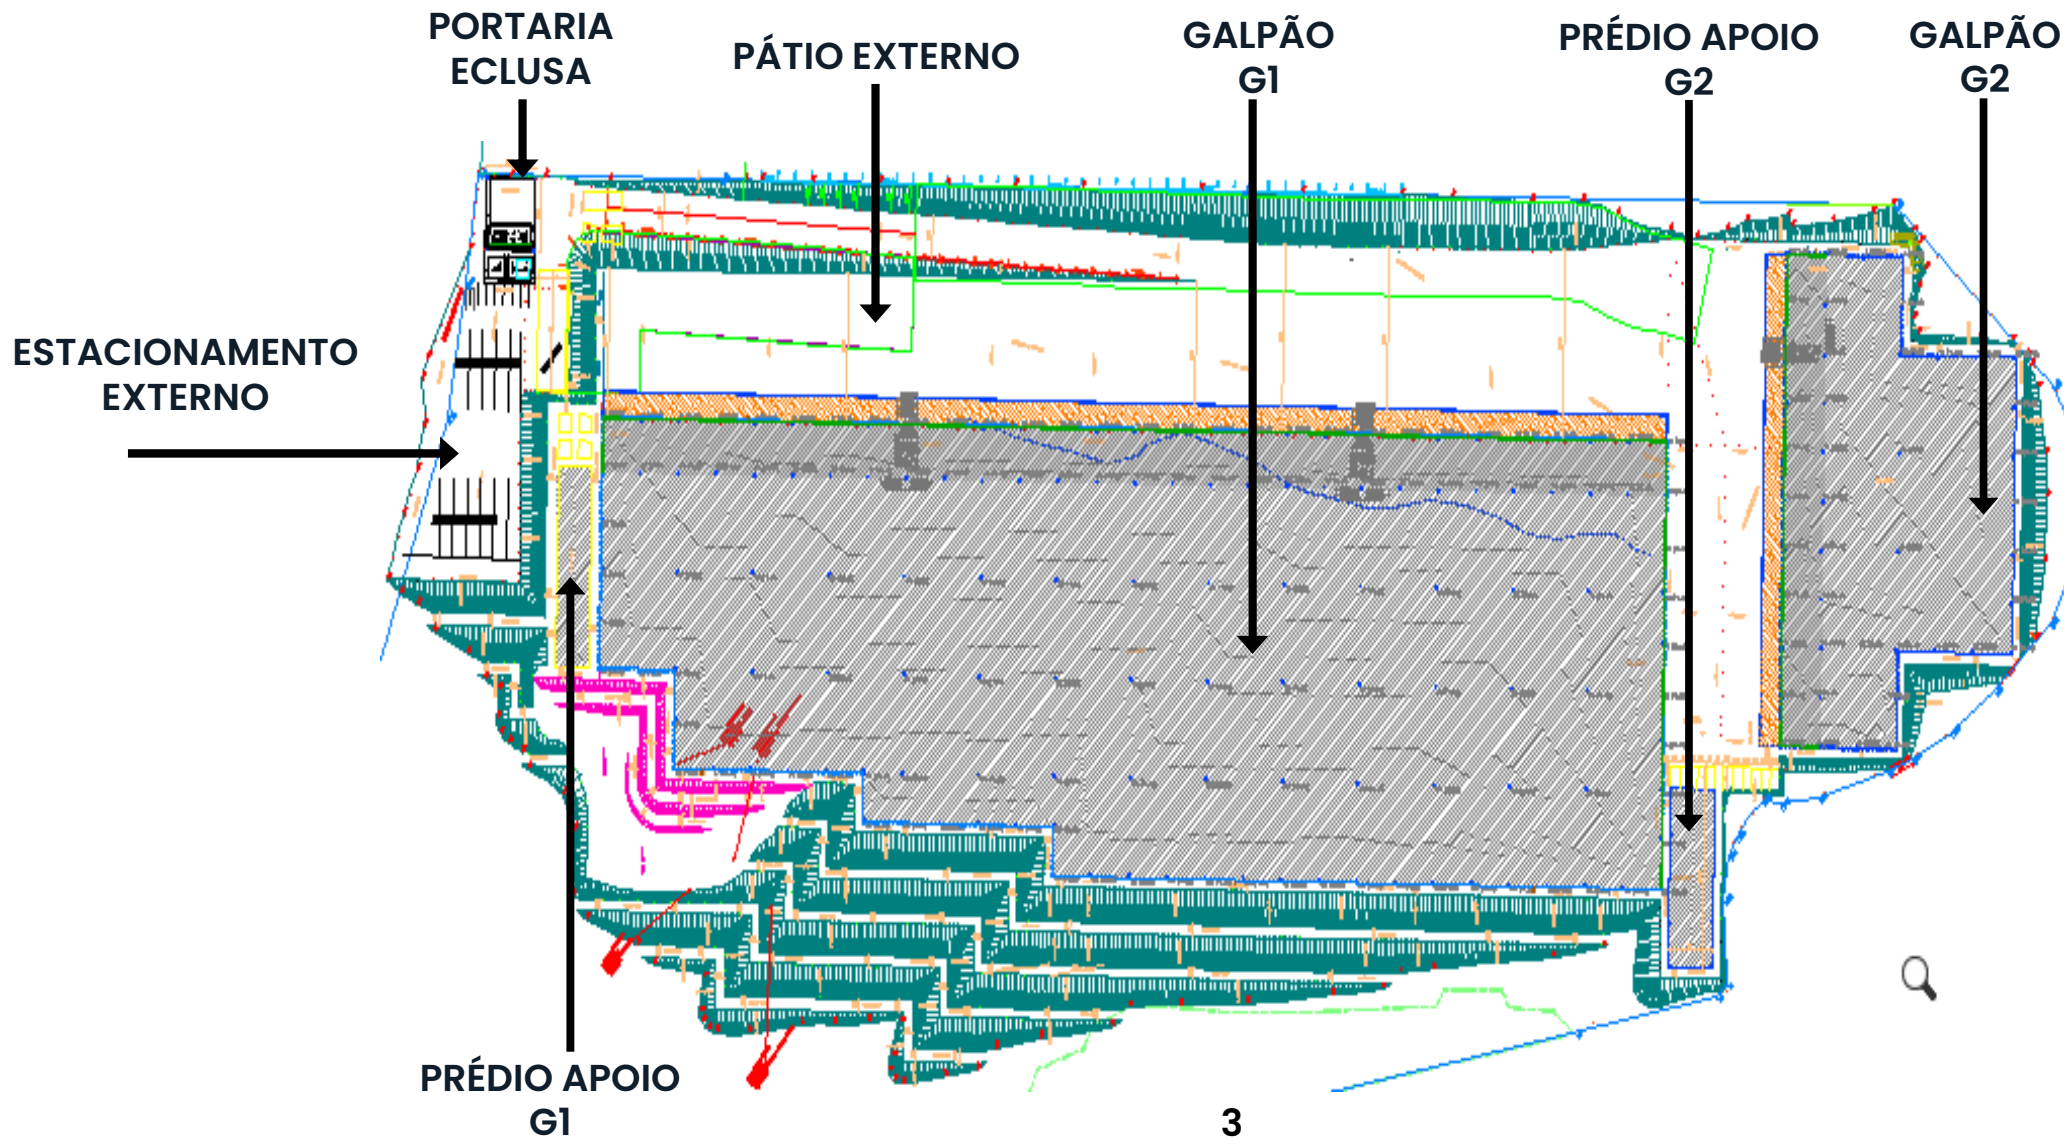 PORTARIA
ECLUSA
PÁTIO EXTERNO
GALPÃO
G1
PRÉDIO APOIO
G2
GALPÃO
G2
ESTACIONAMENTO
EXTERNO
PRÉDIO APOIO
G1
3